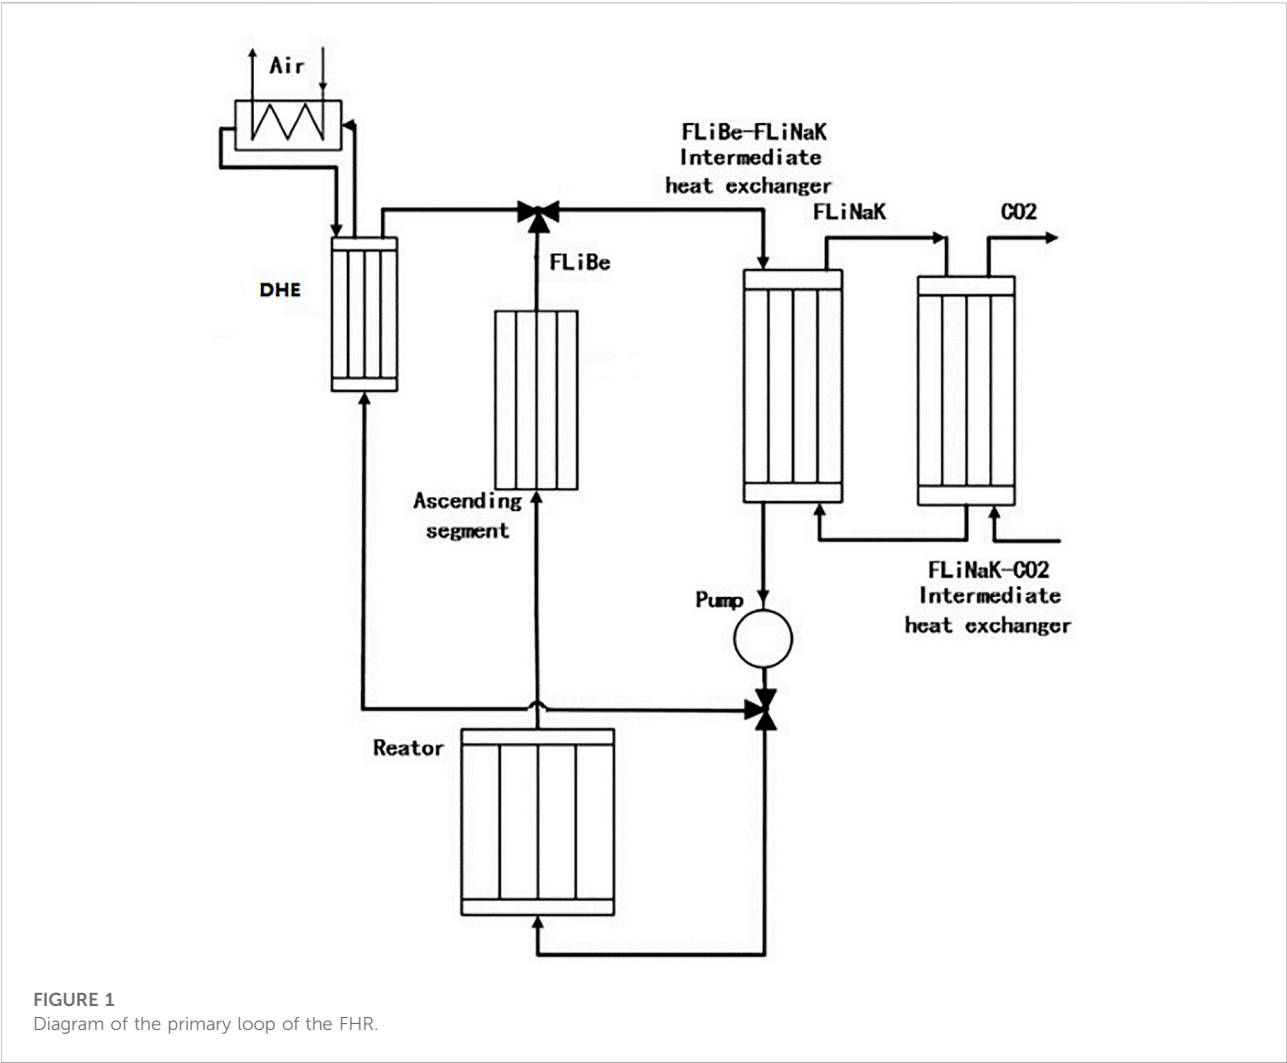 Air
FLiBe-FLiNaK
Intermediate
heat exchanger
FLiNaK
CO2
FLiBe
DHE
Ascending
segment
FLiNaK-CO2
Intermediate
heat exchanger
Pump
Reator
FIGURE 1
Diagram of the primary loop of the FHR.